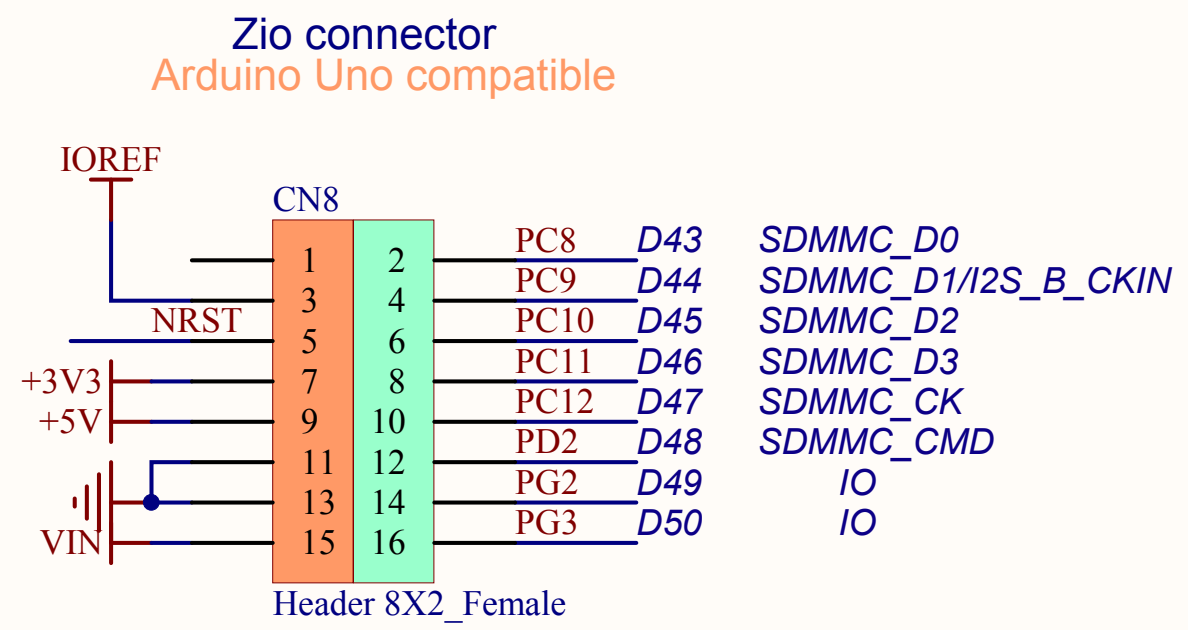 Zio connector
Arduino Uno compatible
IOREF
CN8
1 2 PC8 D43 SDMMC_D0
3 4 PC9 D44 SDMMC_D1/I2S_B_CKIN
NRST 5 6 PC10 D45 SDMMC_D2
+3V3 7 8 PC11 D46 SDMMC_D3
+5V 9 10 PC12 D47 SDMMC_CK
11 12 PD2 D48 SDMMC_CMD
13 14 PG2 D49 IO
VIN 15 16 PG3 D50 IO
Header 8X2_Female